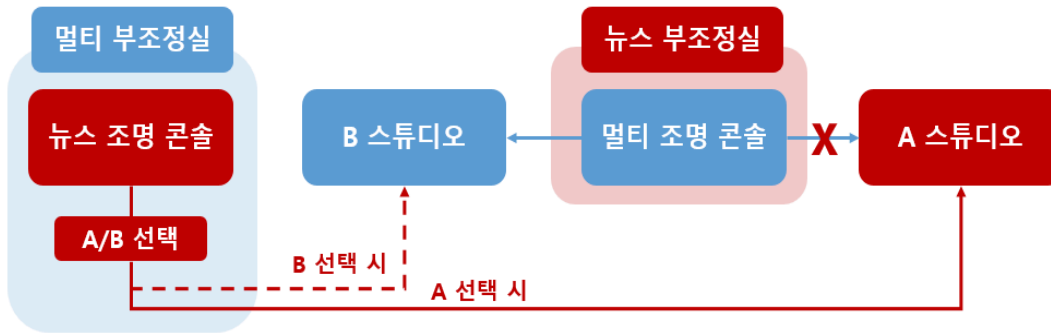 멀티 부조정실
뉴스 부조정실
뉴스 조명 콘솔
B 스튜디오
멀티 조명 콘솔
X
A 스튜디오
A/B 선택
B 선택 시
A 선택 시